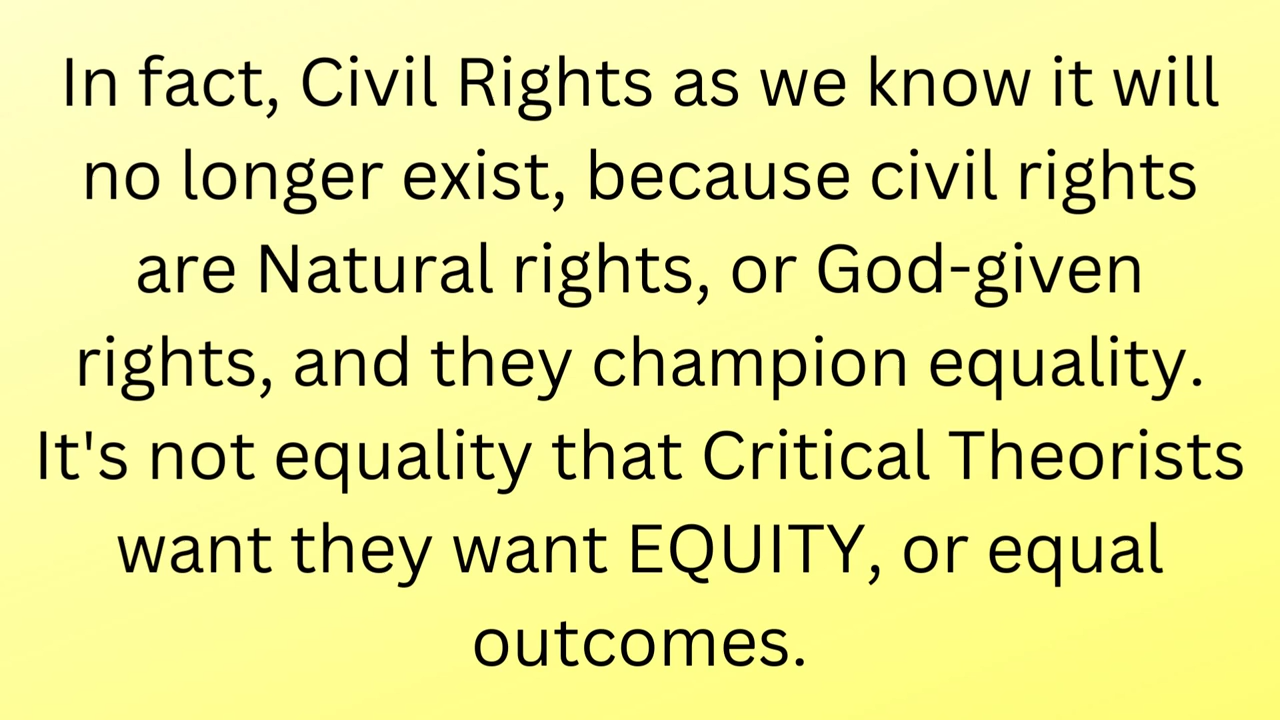 In fact, Civil Rights as we know it will
no longer exist, because civil rights
are Natural rights, or God-given
rights, and they champion equality.
It's not equality that Critical Theorists
want they want EQUITY, or equal
outcomes.